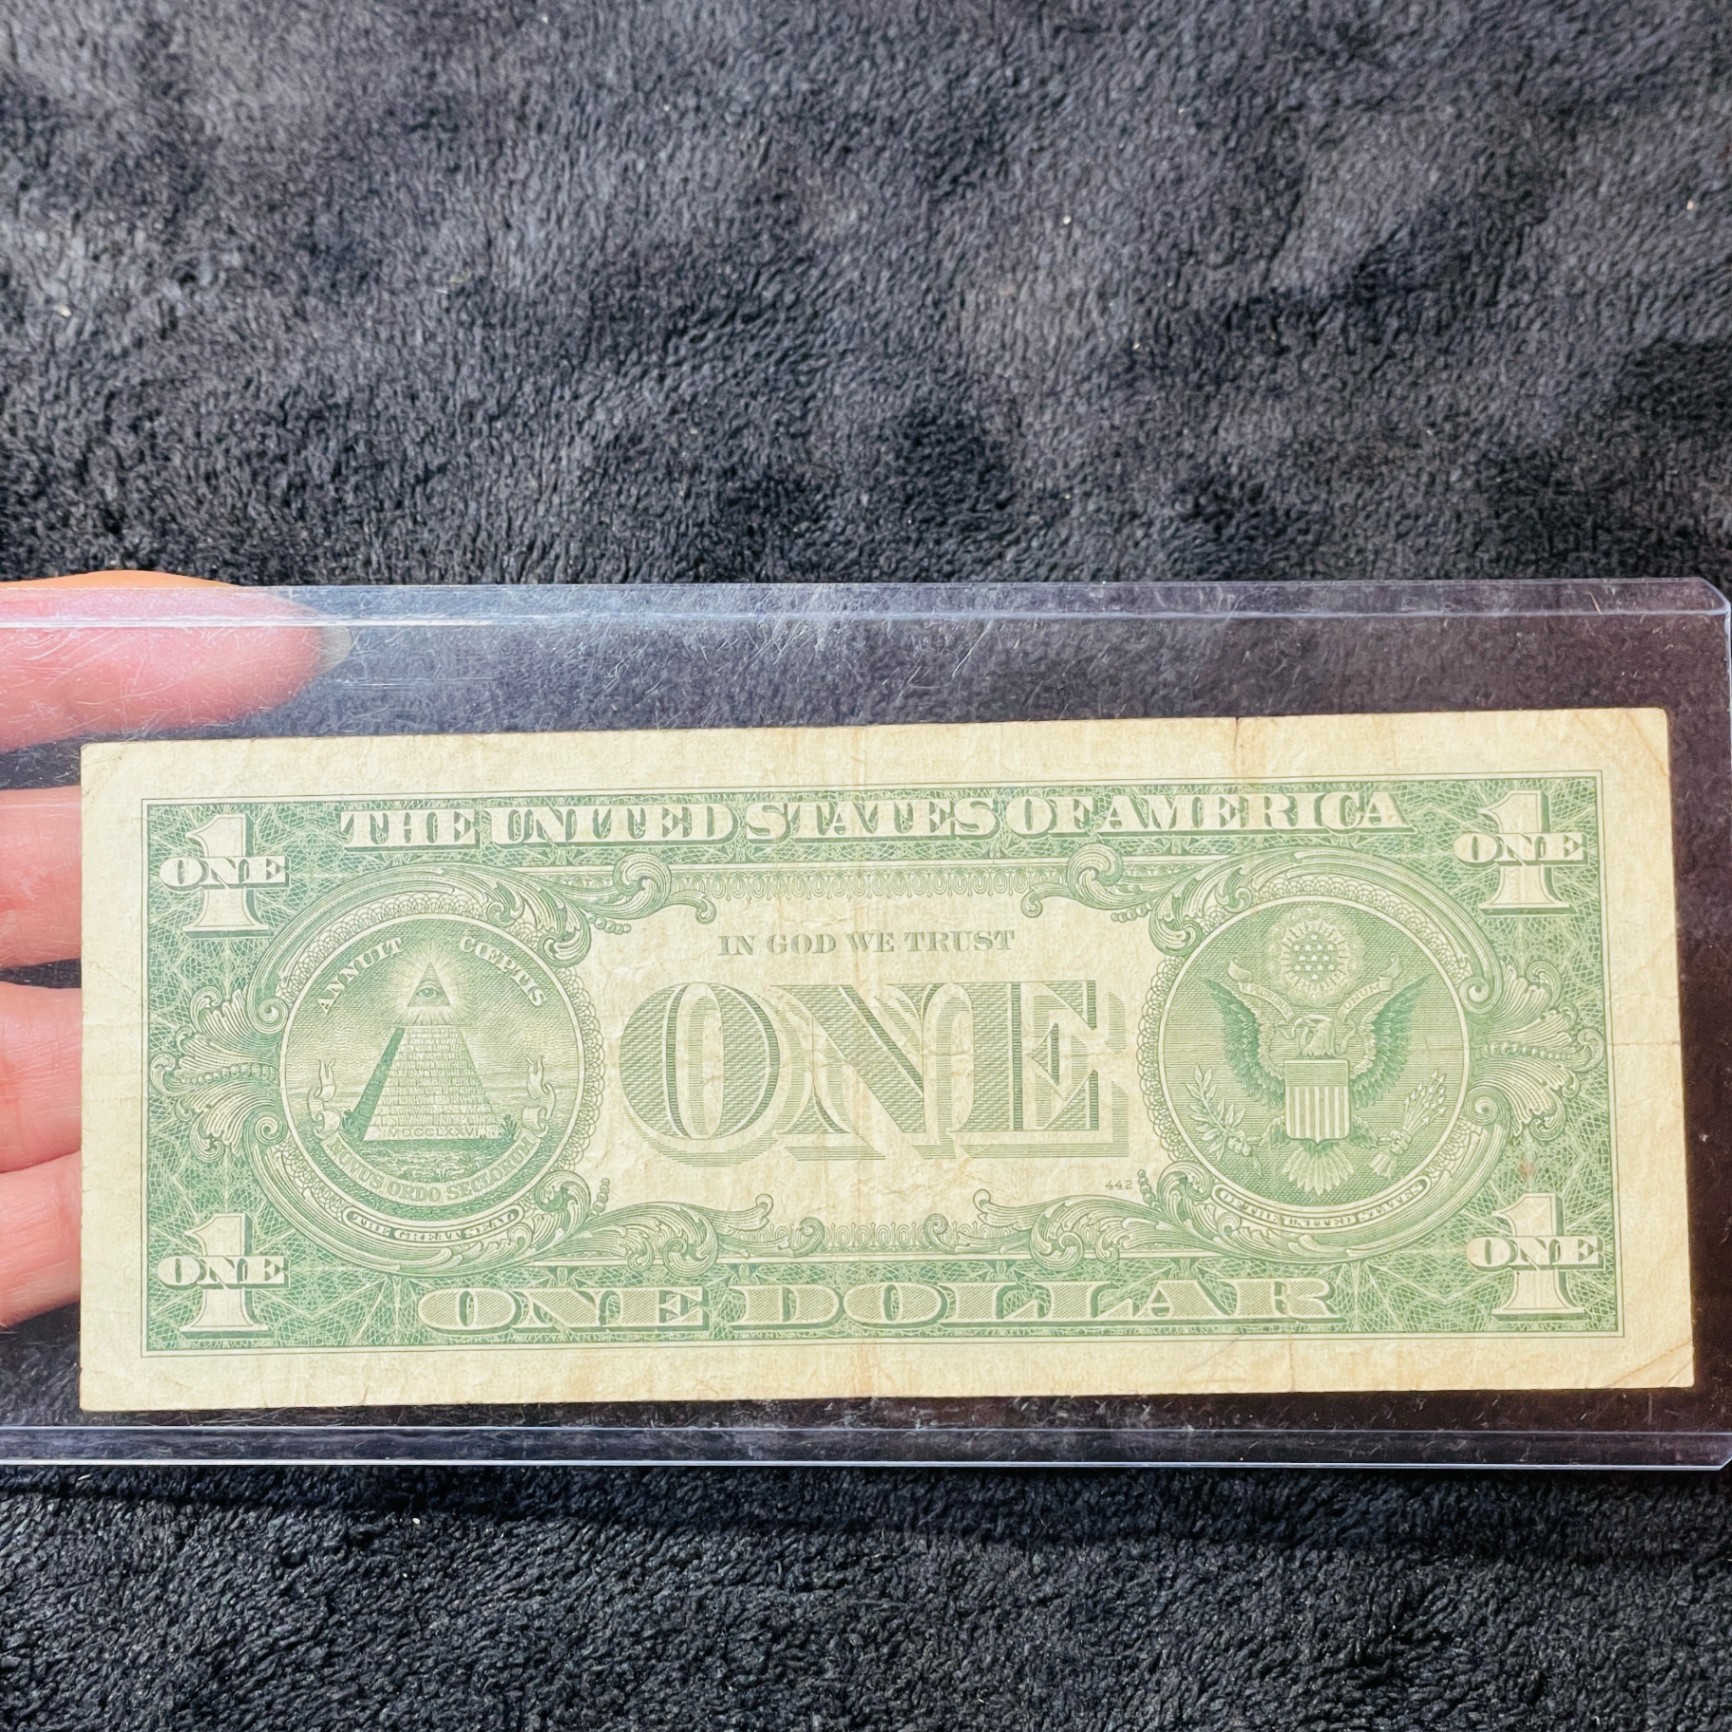 THE UNITED STATES OF AMERICA
1
ONE
1
ONE
IN GOD WE TRUST
ANNUIT COEPTIS
ONE
MDCCLXXVI
NOVUS ORDO SECLORUM
442
THE GREAT SEAL
OF THE UNITED STATES
1
ONE
1
ONE
ONE DOLLAR